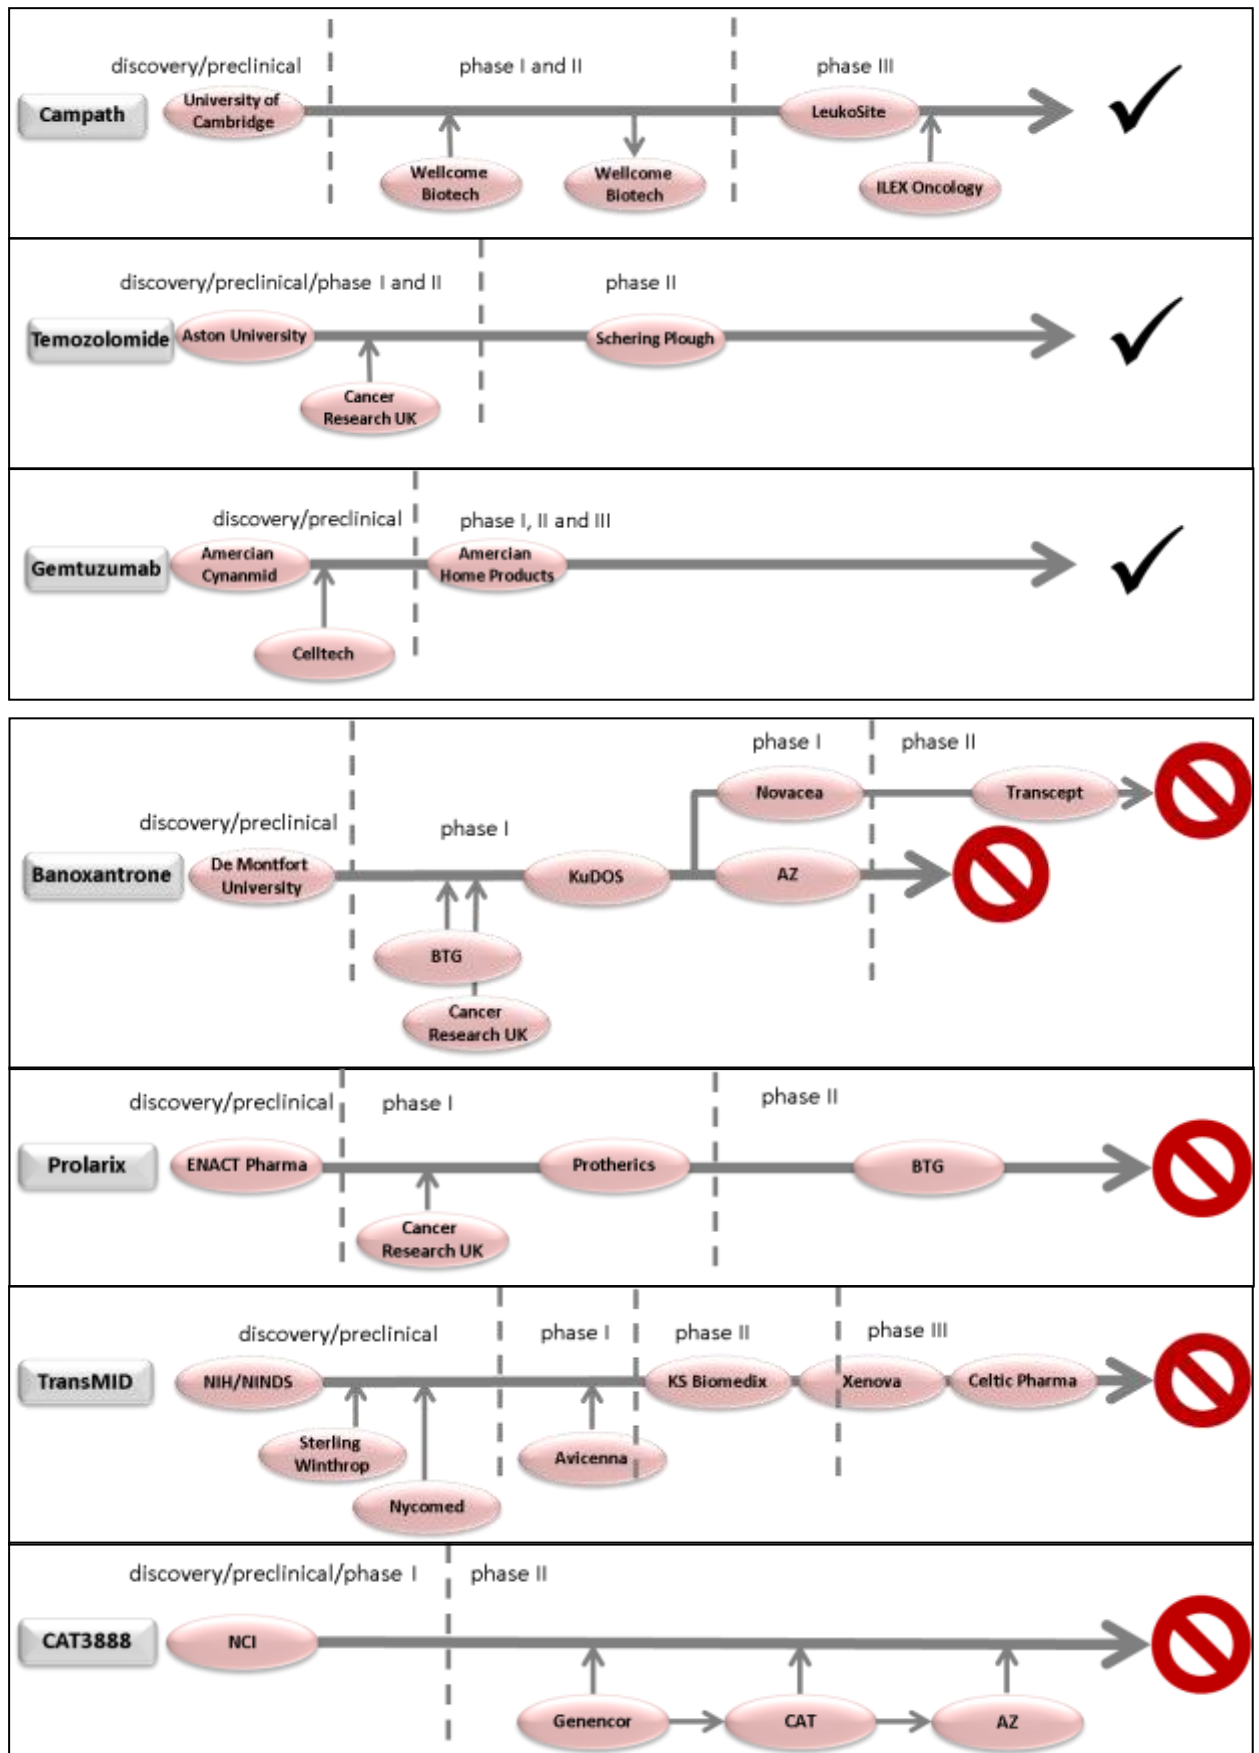 discovery/preclinical
phase I and II
phase III
Campath
University of
Cambridge
LeukoSite
Wellcome
Biotech
Wellcome
Biotech
ILEX Oncology
discovery/preclinical/phase I and II
phase II
Temozolomide
Aston University
Schering Plough
Cancer
Research UK
discovery/preclinical
phase I, II and III
Gemtuzumab
Amercian
Cynanmid
Amercian
Home Products
Celltech
phase I
phase II
Novacea
Transcept
discovery/preclinical
phase I
Banoxantrone
De Montfort
University
KuDOS
AZ
BTG
Cancer
Research UK
discovery/preclinical
phase I
phase II
Prolarix
ENACT Pharma
Protherics
BTG
Cancer
Research UK
discovery/preclinical
phase I
phase II
phase III
TransMID
NIH/NINDS
KS Biomedix
Xenova
Celtic Pharma
Sterling
Winthrop
Avicenna
Nycomed
discovery/preclinical/phase I
phase II
CAT3888
NCI
Genencor
CAT
AZ